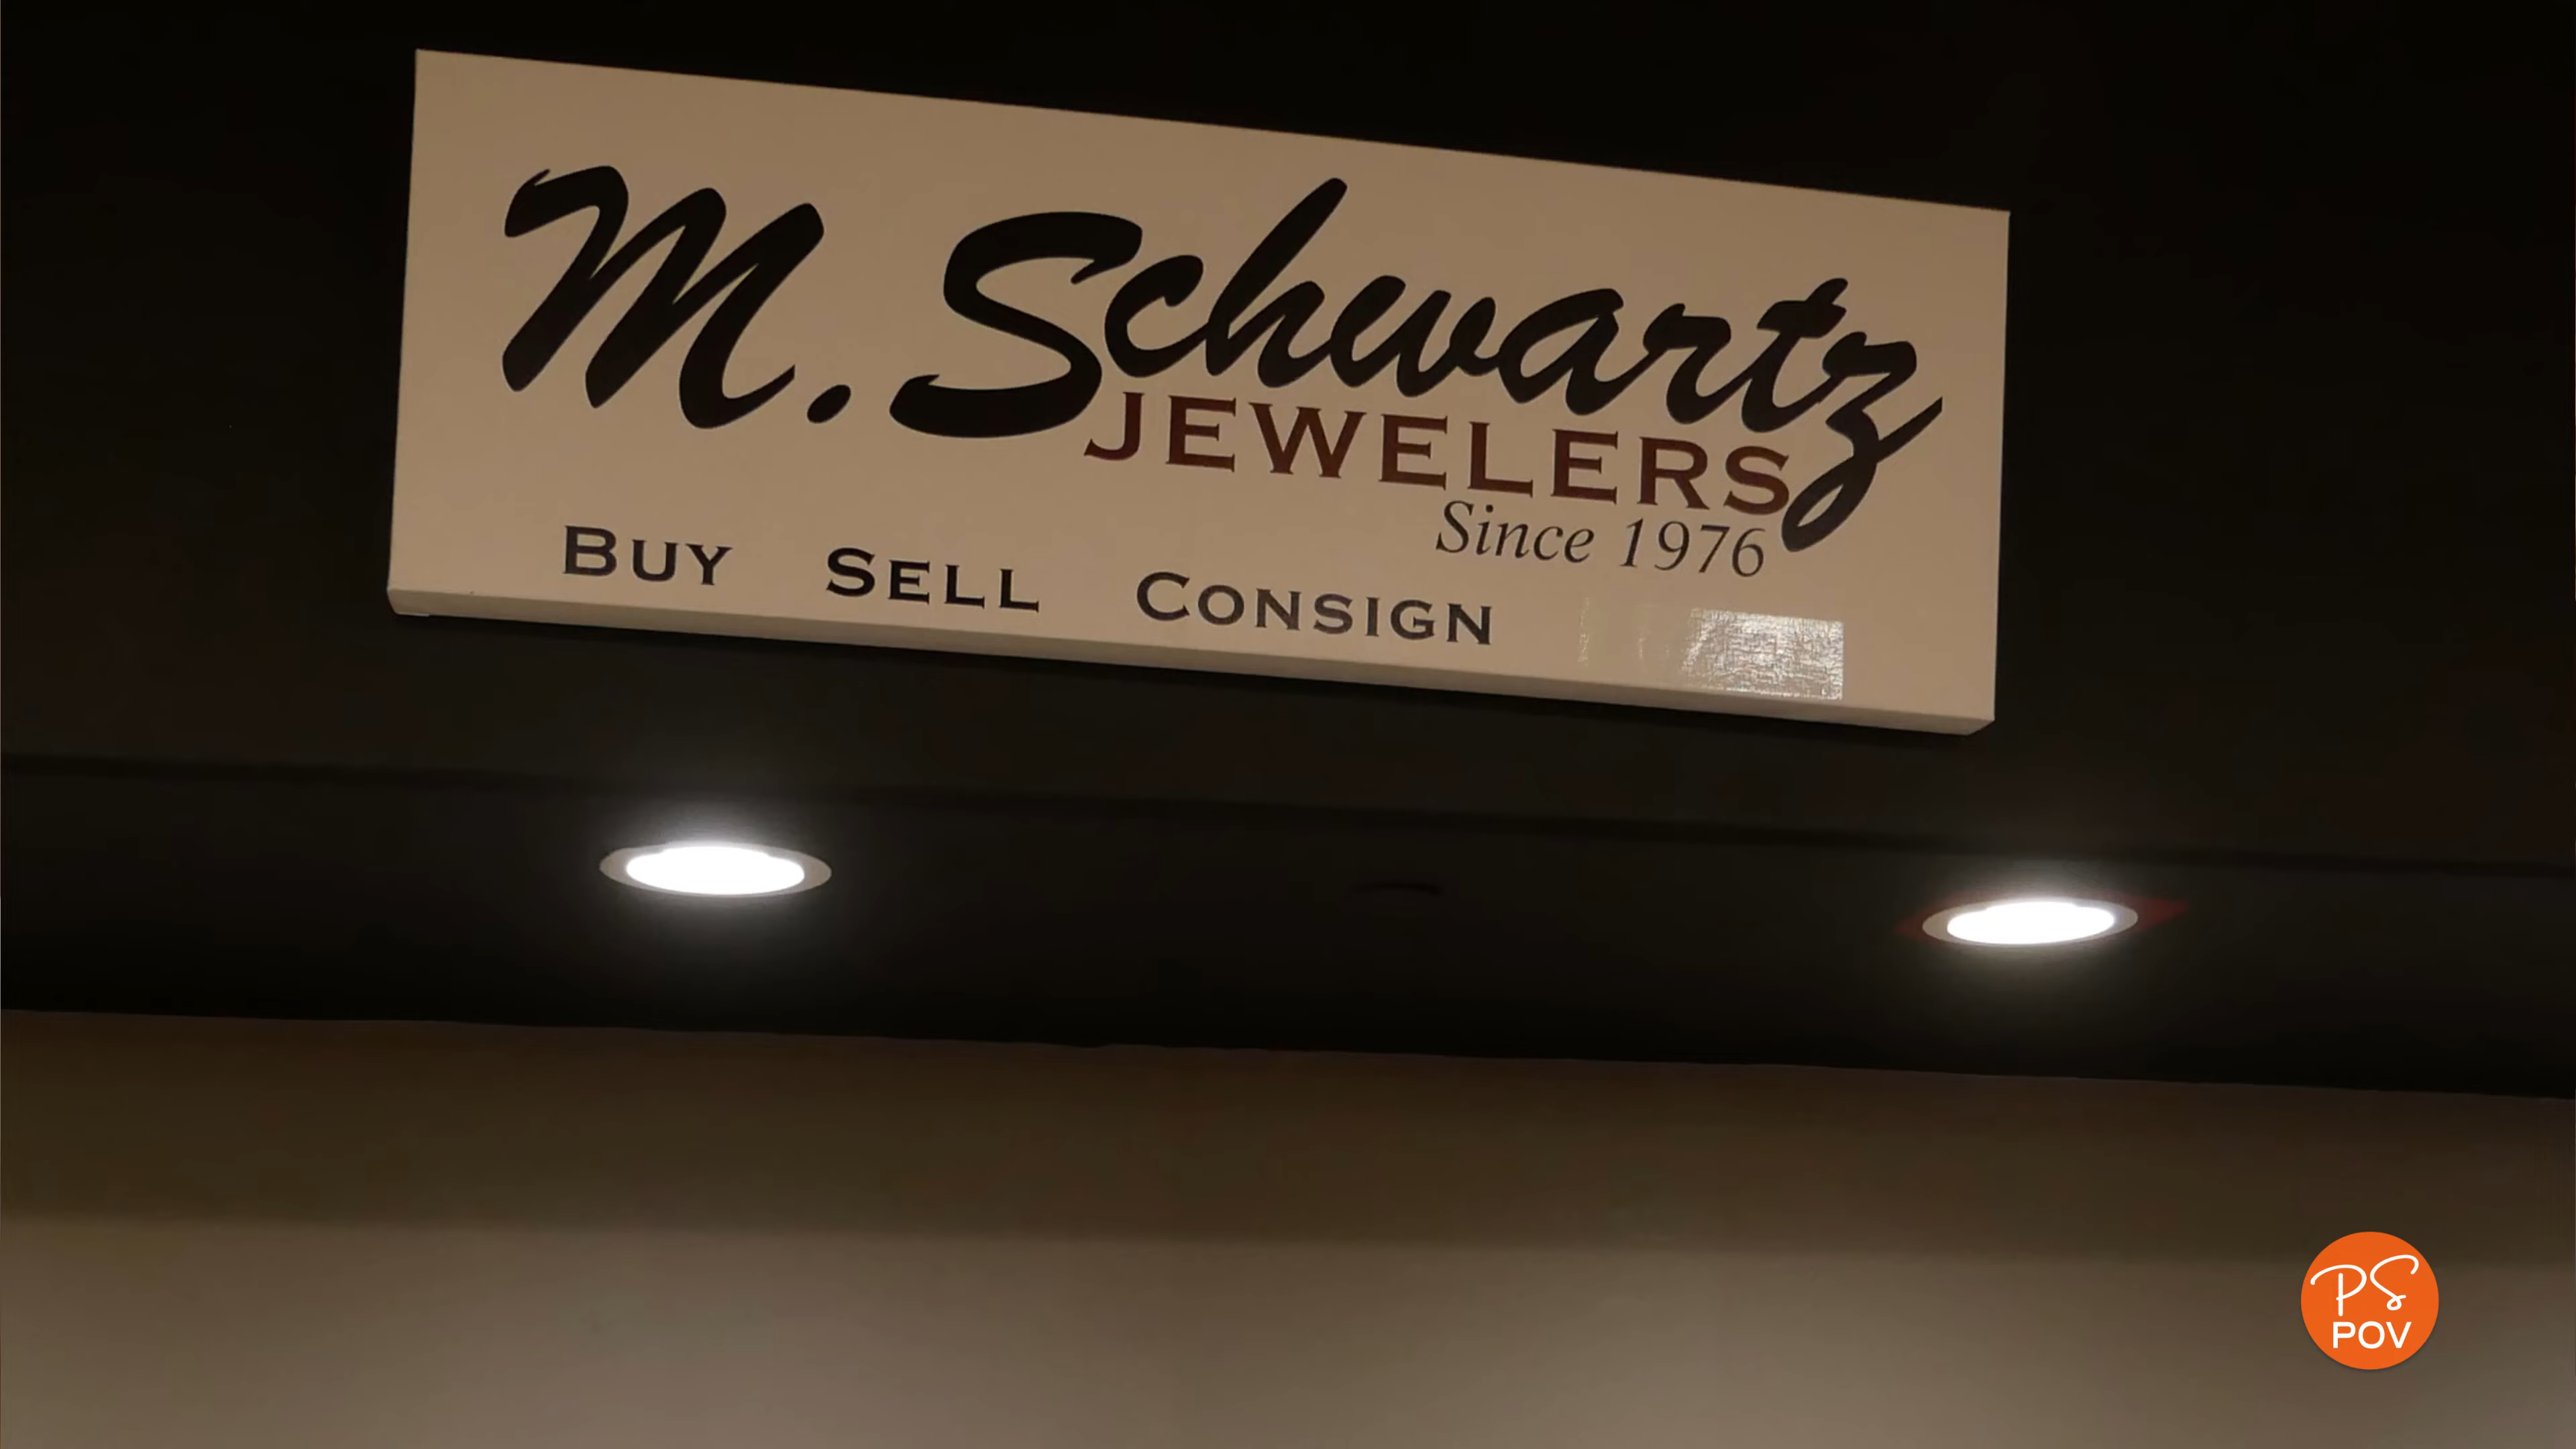 M. Schwartz
JEWELERS
Since 1976
BUY SELL CONSIGN
PS
POV